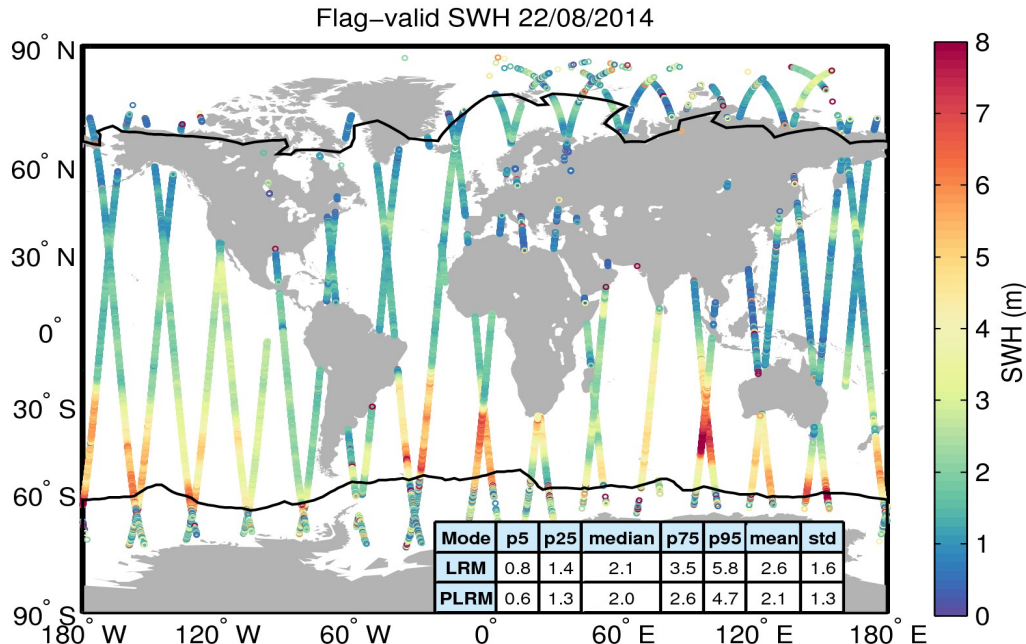 Flag-valid SWH 22/08/2014
90° N
60° N
30° N
0°
30° S
60° S
90° S
180° W
120° W
60° W
0°
60° E
120° E
180° E
Mode p5 p25 median p75 p95 mean std
LRM 0.8 1.4 2.1 3.5 5.8 2.6 1.6
PLRM 0.6 1.3 2.0 2.6 4.7 2.1 1.3
8
7
6
5
4
3
2
1
0
SWH (m)